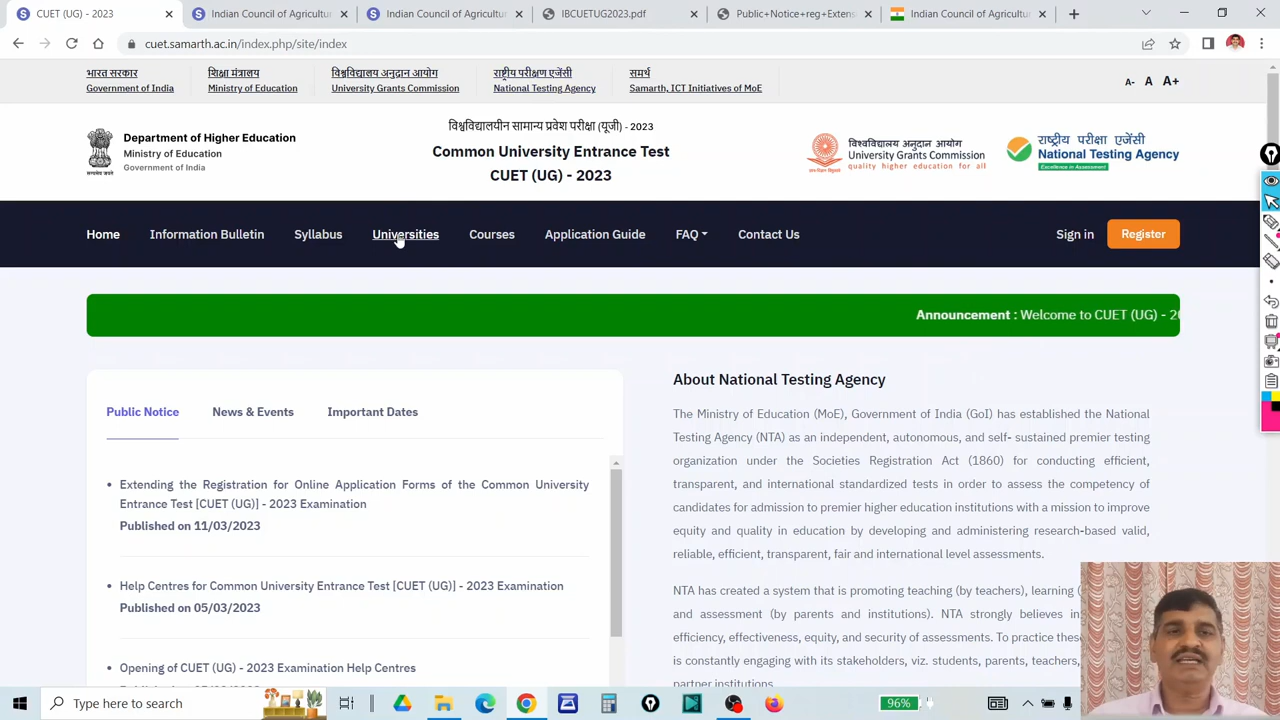 CUET (UG) - 2023
Indian Council of Agricultur
Indian Council of Agricultur
IBCUETUG2023.pdf
Public+Notice+reg+Extens
Indian Council of Agricultur
cuet.samarth.ac.in/index.php/site/index
भारत सरकार
Government of India
शिक्षा मंत्रालय
Ministry of Education
विश्वविद्यालय अनुदान आयोग
University Grants Commission
राष्ट्रीय परीक्षण एजेंसी
National Testing Agency
समर्थ
Samarth, ICT Initiatives of MoE
A- A A+
Department of Higher Education
Ministry of Education
Government of India
विश्वविद्यालयीन सामान्य प्रवेश परीक्षा (यूजी) - 2023
Common University Entrance Test
CUET (UG) - 2023
विश्वविद्यालय अनुदान आयोग
University Grants Commission
quality higher education for all
राष्ट्रीय परीक्षा एजेंसी
National Testing Agency
Excellence in Assessment
Home Information Bulletin Syllabus Universities Courses Application Guide FAQ Contact Us Sign in Register
Announcement : Welcome to CUET (UG) - 20
Public Notice News & Events Important Dates
Extending the Registration for Online Application Forms of the Common University
Entrance Test [CUET (UG)] - 2023 Examination
Published on 11/03/2023
Help Centres for Common University Entrance Test [CUET (UG)] - 2023 Examination
Published on 05/03/2023
Opening of CUET (UG) - 2023 Examination Help Centres
About National Testing Agency
The Ministry of Education (MoE), Government of India (GoI) has established the National
Testing Agency (NTA) as an independent, autonomous, and self- sustained premier testing
organization under the Societies Registration Act (1860) for conducting efficient,
transparent, and international standardized tests in order to assess the competency of
candidates for admission to premier higher education institutions with a mission to improve
equity and quality in education by developing and administering research-based valid,
reliable, efficient, transparent, fair and international level assessments.
NTA has created a system that is promoting teaching (by teachers), learning (
and assessment (by parents and institutions). NTA strongly believes in
efficiency, effectiveness, equity, and security of assessments. To practice these
is constantly engaging with its stakeholders, viz. students, parents, teachers,
partner institutions.
Type here to search
96%